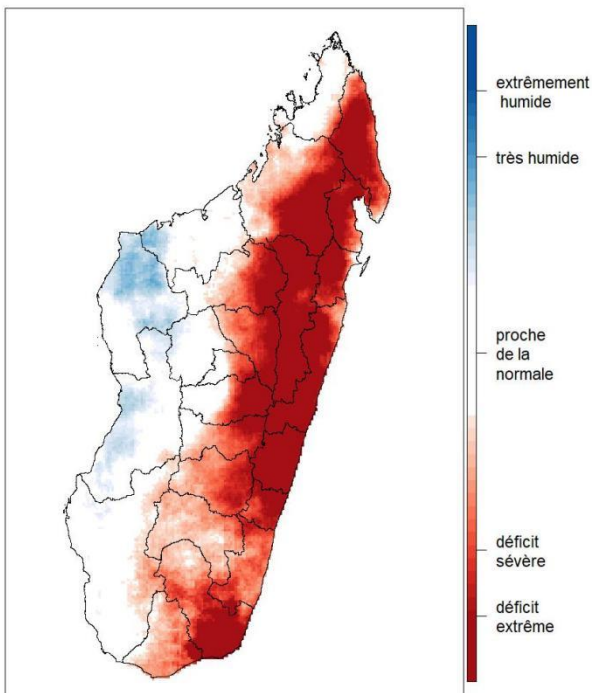 extrêmement
humide
très humide
proche
de la
normale
déficit
sévère
déficit
extrême